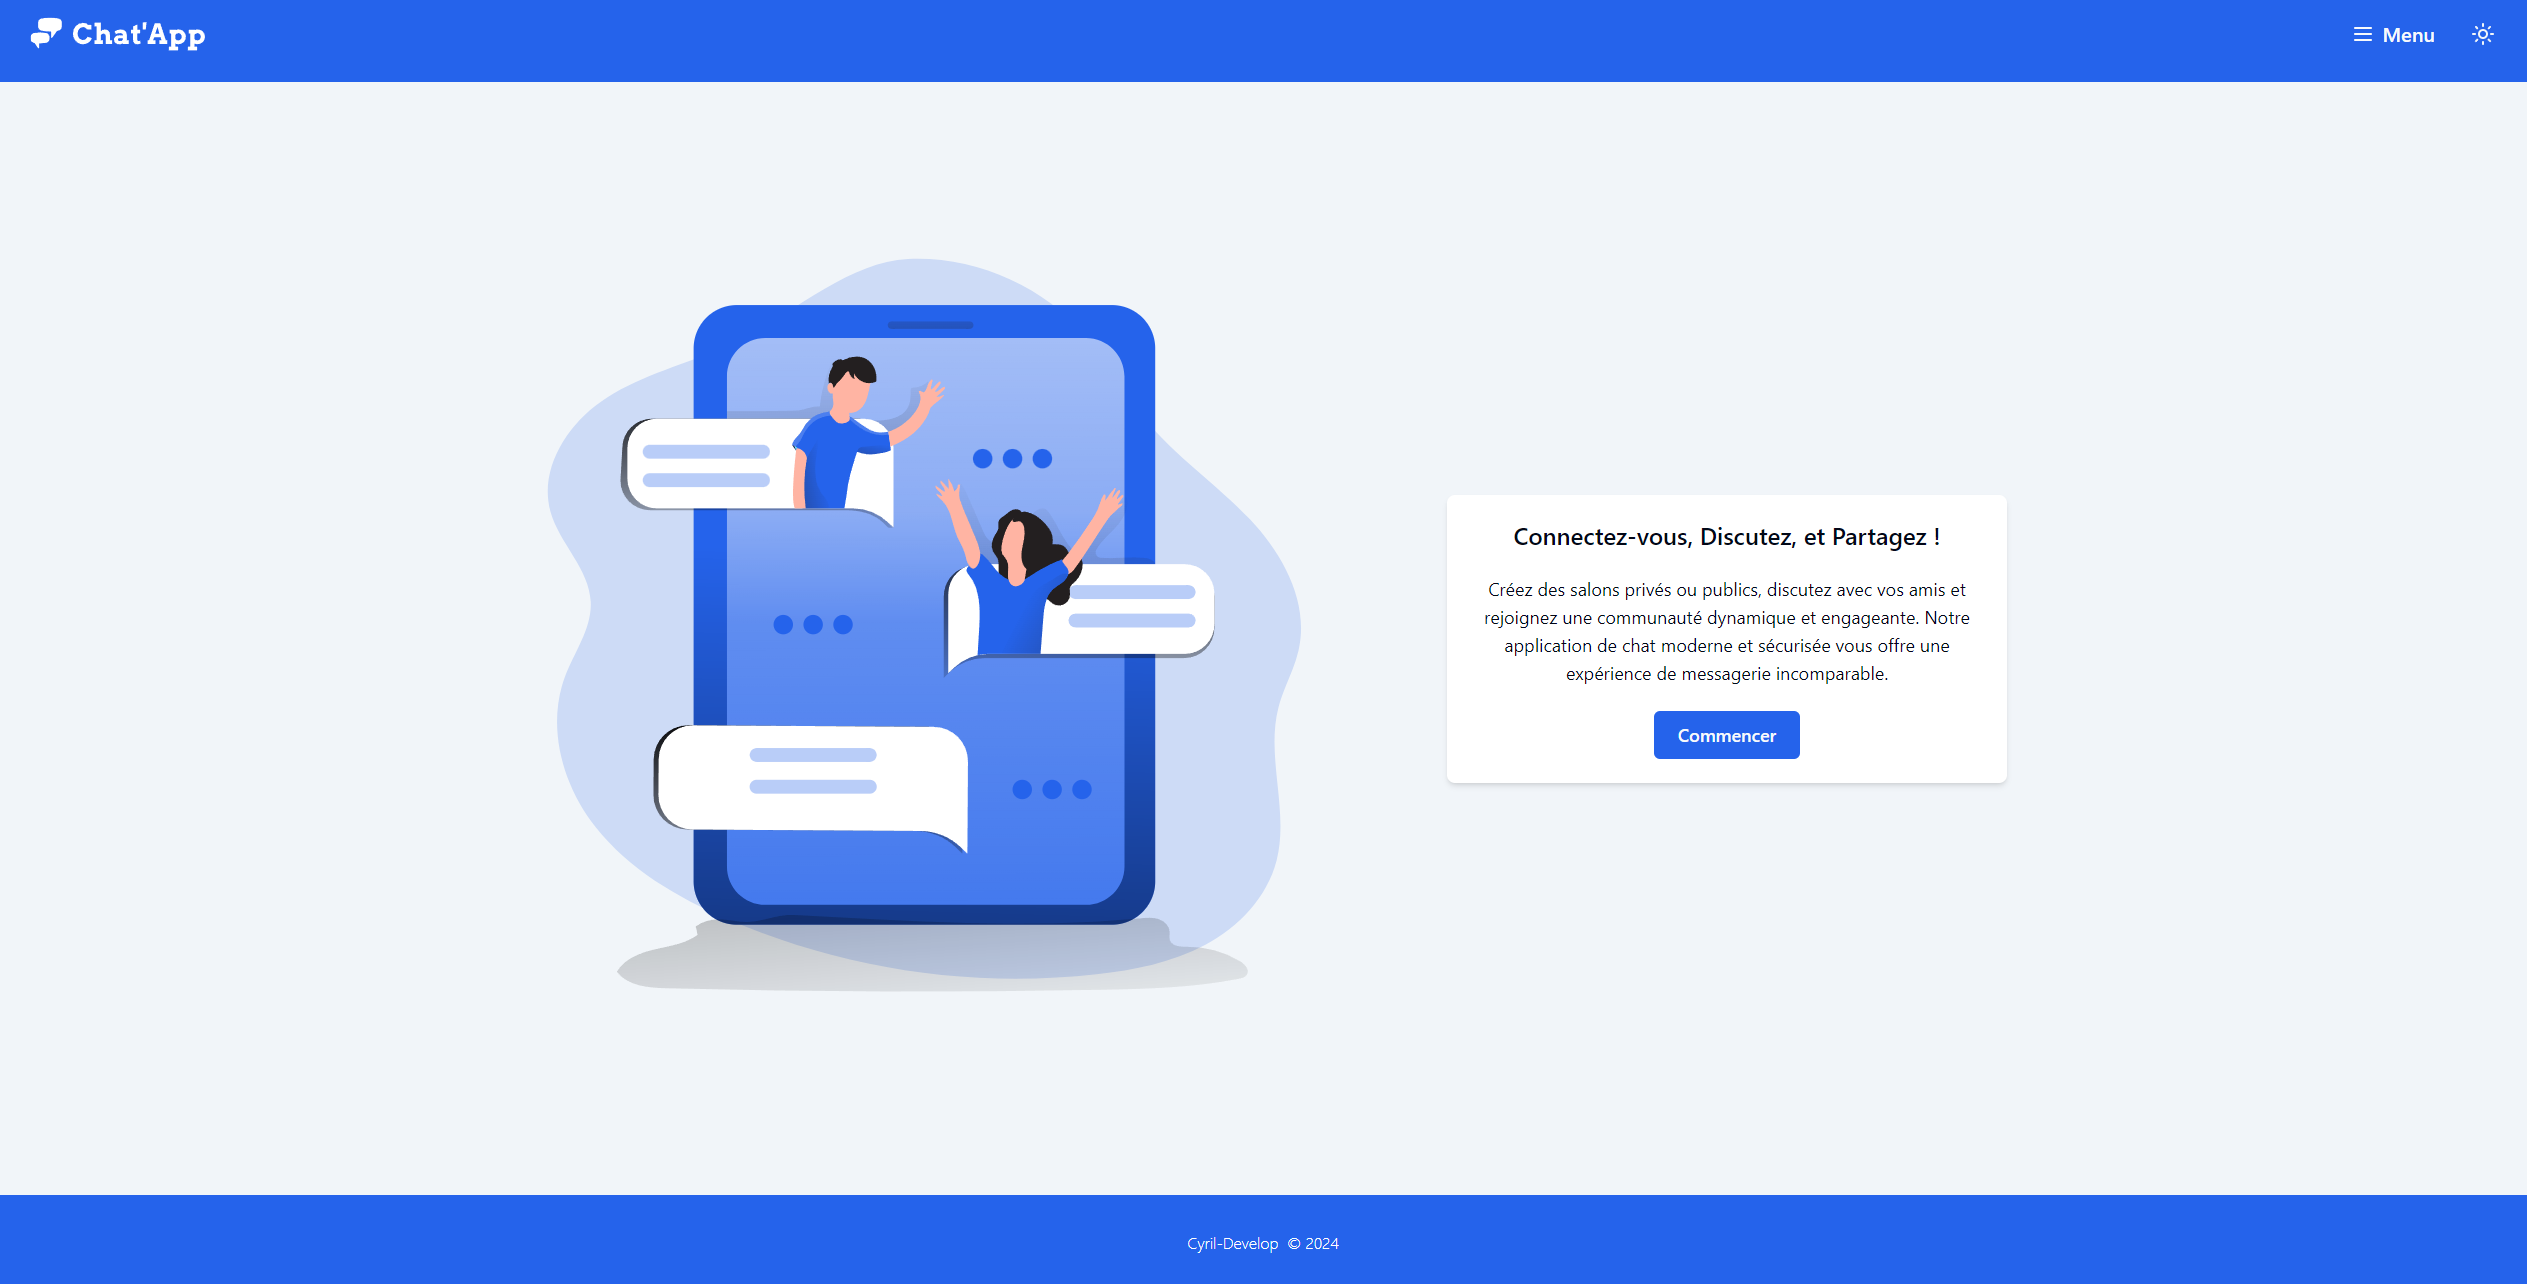 Chat'App
Menu
Connectez-vous, Discutez, et Partagez !
Créez des salons privés ou publics, discutez avec vos amis et
rejoignez une communauté dynamique et engageante. Notre
application de chat moderne et sécurisée vous offre une
expérience de messagerie incomparable.
Commencer
Cyril-Develop © 2024